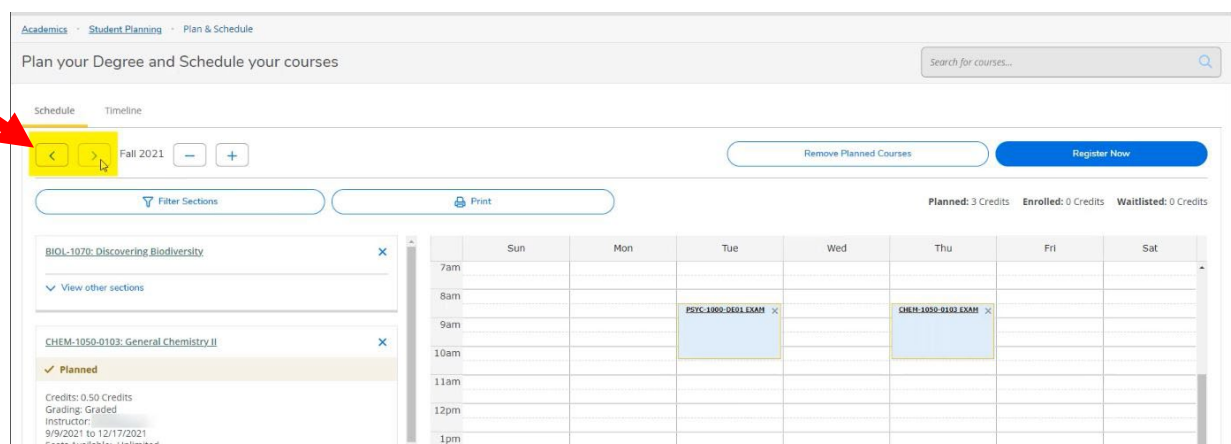 Academics · Student Planning · Plan & Schedule
Plan your Degree and Schedule your courses
Search for courses...
Schedule Timeline
< > Fall 2021 − +
Remove Planned Courses
Register Now
Filter Sections
Print
Planned: 3 Credits Enrolled: 0 Credits Waitlisted: 0 Credits
BIOL-1070: Discovering Biodiversity
View other sections
CHEM-1050-0103: General Chemistry II
✓ Planned
Credits: 0.50 Credits
Grading: Graded
Instructor:
9/9/2021 to 12/17/2021
Seats Available: Unlimited
Sun Mon Tue Wed Thu Fri Sat
7am
8am
PSYC-1000-DE01 EXAM × CHEM-1050-0103 EXAM ×
9am
10am
11am
12pm
1pm